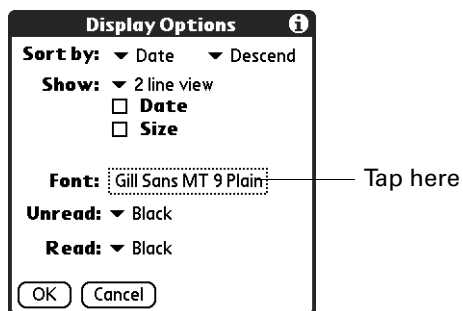 Display Options
Sort by: Date Descend
Show: 2 line view
Date
Size
Font: Gill Sans MT 9 Plain Tap here
Unread: Black
Read: Black
OK Cancel